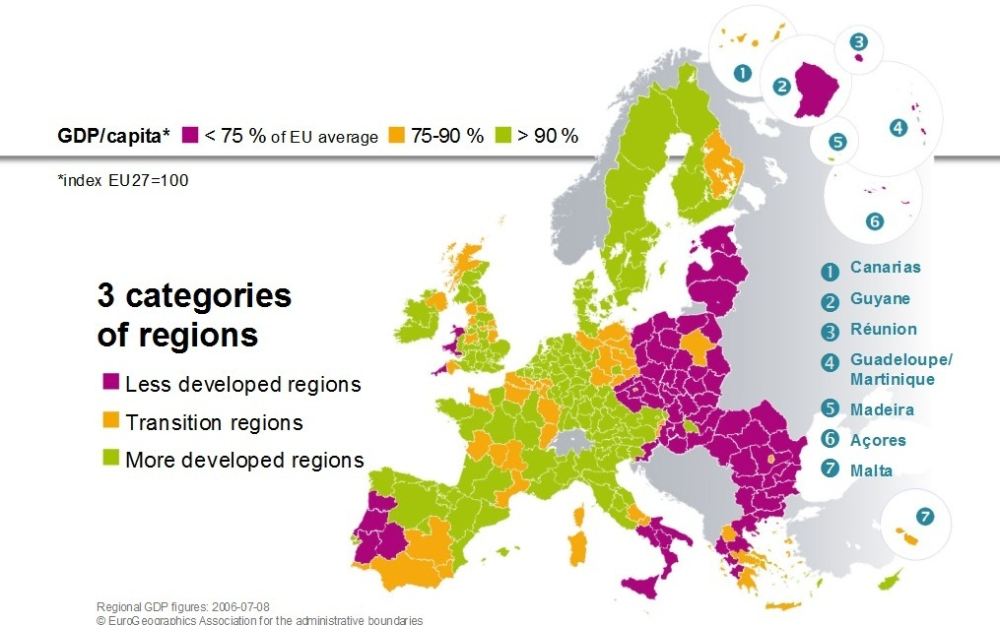 GDP/capita* < 75 % of EU average 75-90 % > 90 %
*index EU27=100
3 categories
of regions
Less developed regions
Transition regions
More developed regions
1
2
3
4
5
6
7
1 Canarias
2 Guyane
3 Réunion
4 Guadeloupe/
Martinique
5 Madeira
6 Açores
7 Malta
Regional GDP figures: 2006-07-08
© EuroGeographics Association for the administrative boundaries